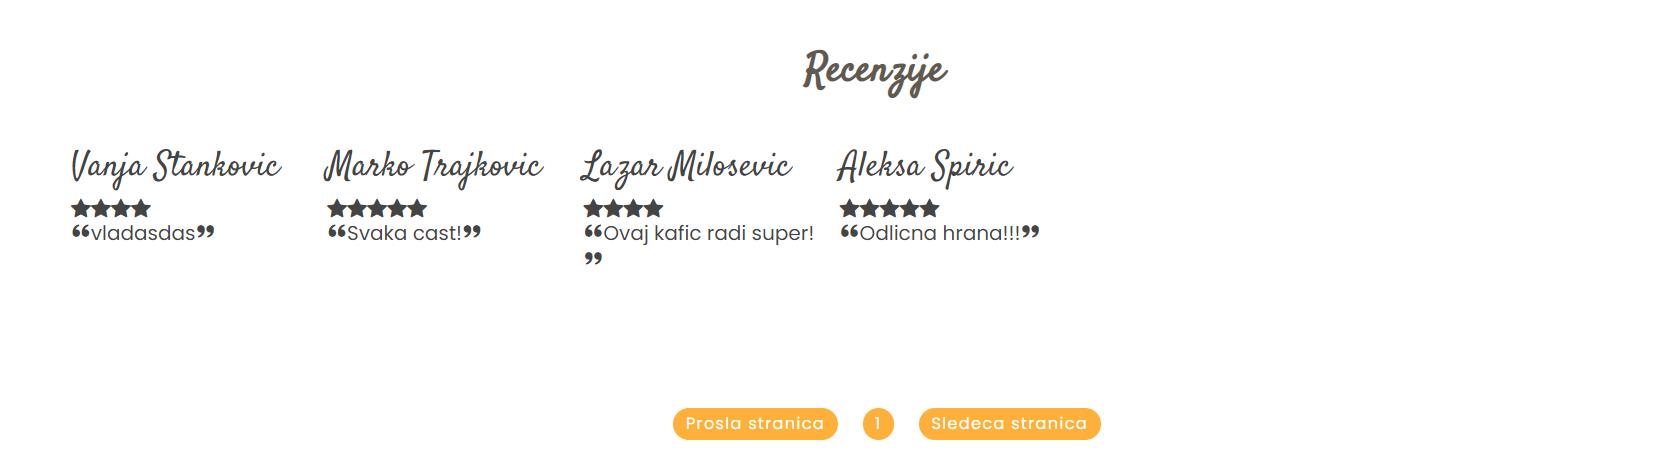 Recenzije
Vanja Stankovic
❝vladasdas❞
Marko Trajkovic
❝Svaka cast!❞
Lazar Milosevic
❝Ovaj kafic radi super!
❞
Aleksa Spiric
❝Odlicna hrana!!!❞
Prosla stranica
1
Sledeca stranica